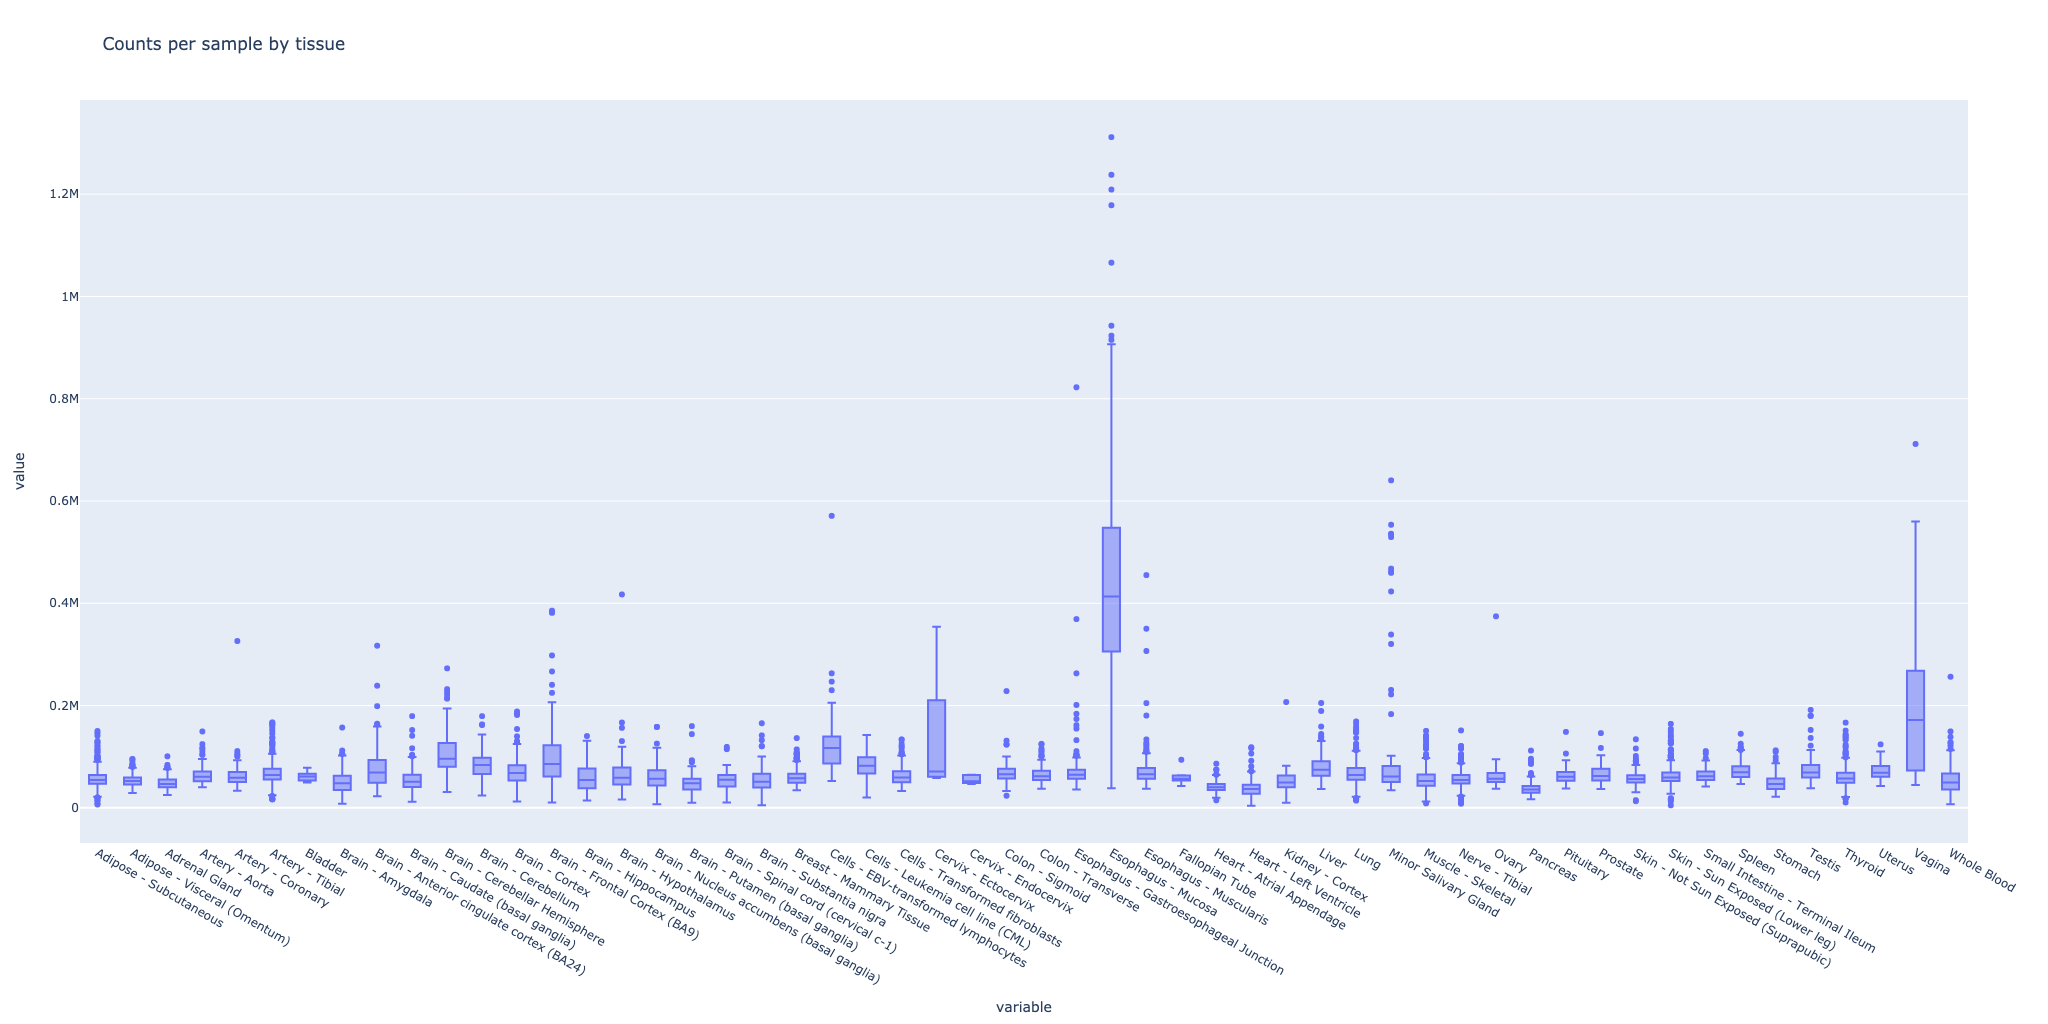 Counts per sample by tissue
1.2M
1M
0.8M
0.6M
0.4M
0.2M
0
value
Adipose - Subcutaneous
Adipose - Visceral (Omentum)
Adrenal Gland
Artery - Aorta
Artery - Coronary
Artery - Tibial
Bladder
Brain - Amygdala
Brain - Anterior cingulate cortex (BA24)
Brain - Caudate (basal ganglia)
Brain - Cerebellar Hemisphere
Brain - Cerebellum
Brain - Cortex
Brain - Frontal Cortex (BA9)
Brain - Hippocampus
Brain - Hypothalamus
Brain - Nucleus accumbens (basal ganglia)
Brain - Putamen (basal ganglia)
Brain - Spinal cord (cervical c-1)
Brain - Substantia nigra
Breast - Mammary Tissue
Cells - EBV-transformed lymphocytes
Cells - Leukemia cell line (CML)
Cells - Transformed fibroblasts
Cervix - Ectocervix
Cervix - Endocervix
Colon - Sigmoid
Colon - Transverse
Esophagus - Gastroesophageal Junction
Esophagus - Mucosa
Esophagus - Muscularis
Fallopian Tube
Heart - Atrial Appendage
Heart - Left Ventricle
Kidney - Cortex
Liver
Lung
Minor Salivary Gland
Muscle - Skeletal
Nerve - Tibial
Ovary
Pancreas
Pituitary
Prostate
Skin - Not Sun Exposed (Suprapubic)
Skin - Sun Exposed (Lower leg)
Small Intestine - Terminal Ileum
Spleen
Stomach
Testis
Thyroid
Uterus
Vagina
Whole Blood
variable